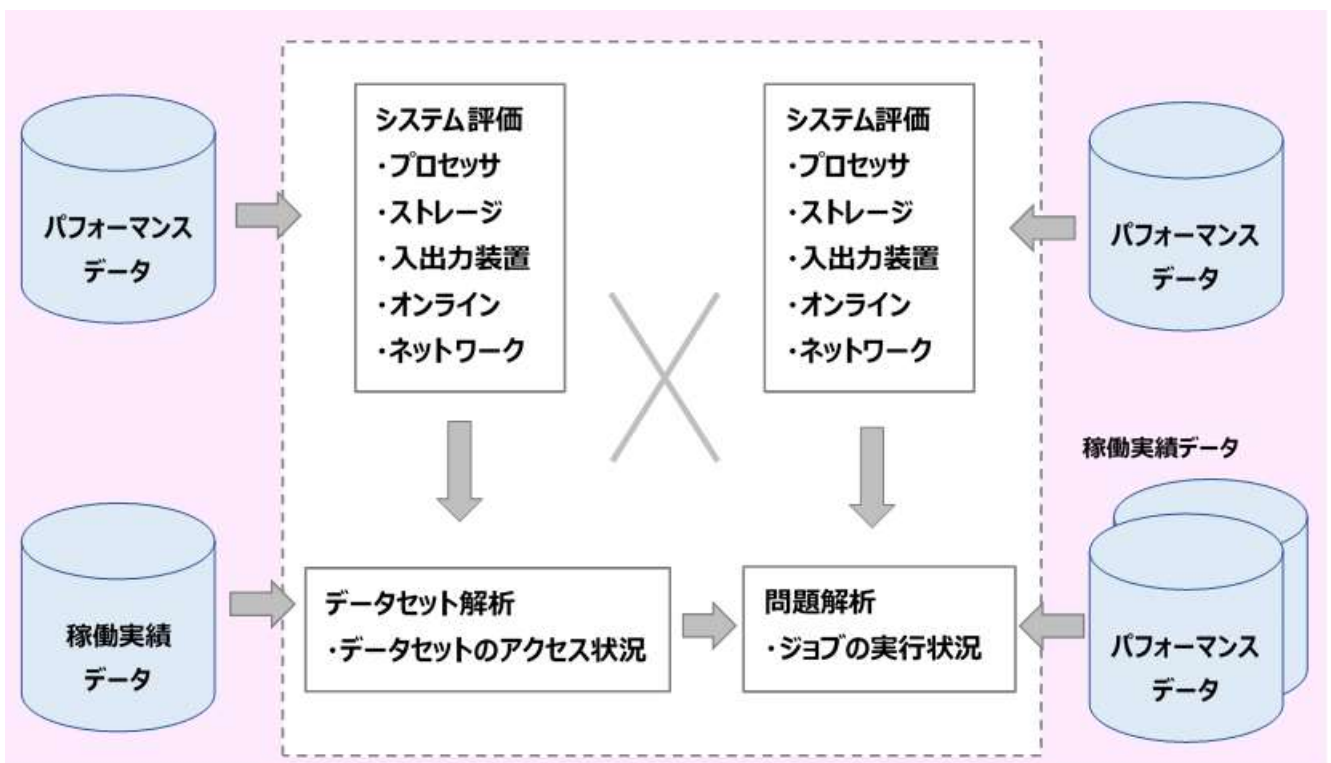 パフォーマンス
データ
システム評価
・プロセッサ
・ストレージ
・入出力装置
・オンライン
・ネットワーク
システム評価
・プロセッサ
・ストレージ
・入出力装置
・オンライン
・ネットワーク
パフォーマンス
データ
稼働実績
データ
データセット解析
・データセットのアクセス状況
問題解析
・ジョブの実行状況
稼働実績データ
パフォーマンス
データ